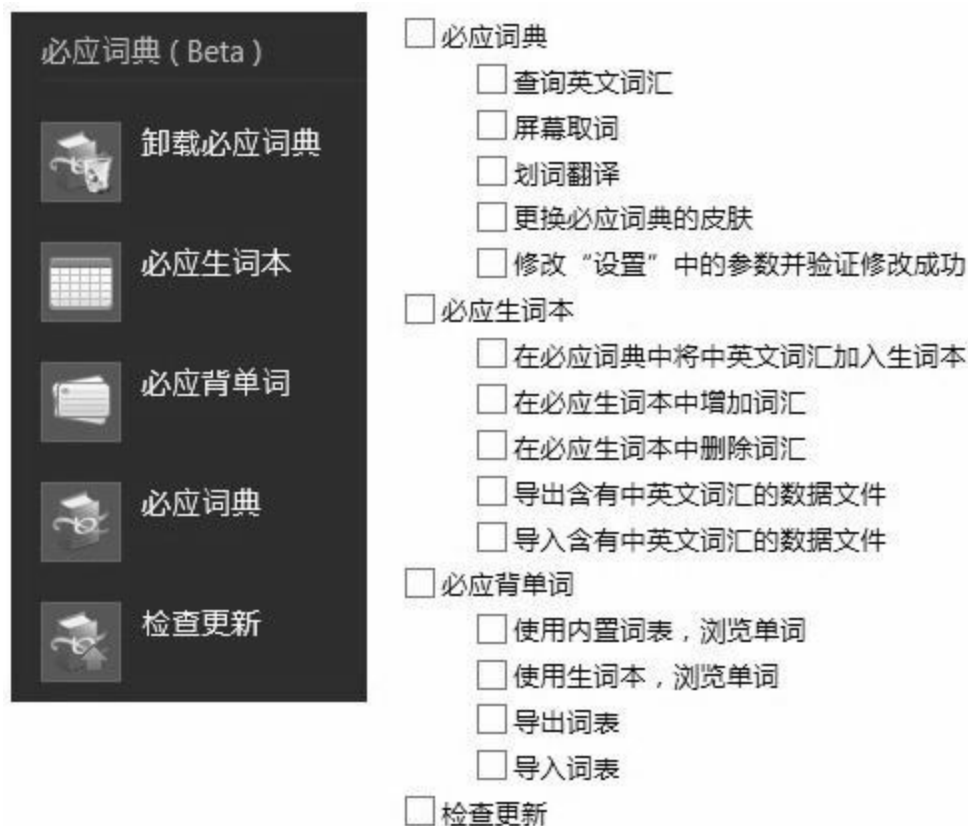 必应词典 ( Beta )
卸载必应词典
必应生词本
必应背单词
必应词典
检查更新
必应词典
查询英文词汇
屏幕取词
划词翻译
更换必应词典的皮肤
修改“设置”中的参数并验证修改成功
必应生词本
在必应词典中将中英文词汇加入生词本
在必应生词本中增加词汇
在必应生词本中删除词汇
导出含有中英文词汇的数据文件
导入含有中英文词汇的数据文件
必应背单词
使用内置词表，浏览单词
使用生词本，浏览单词
导出词表
导入词表
检查更新